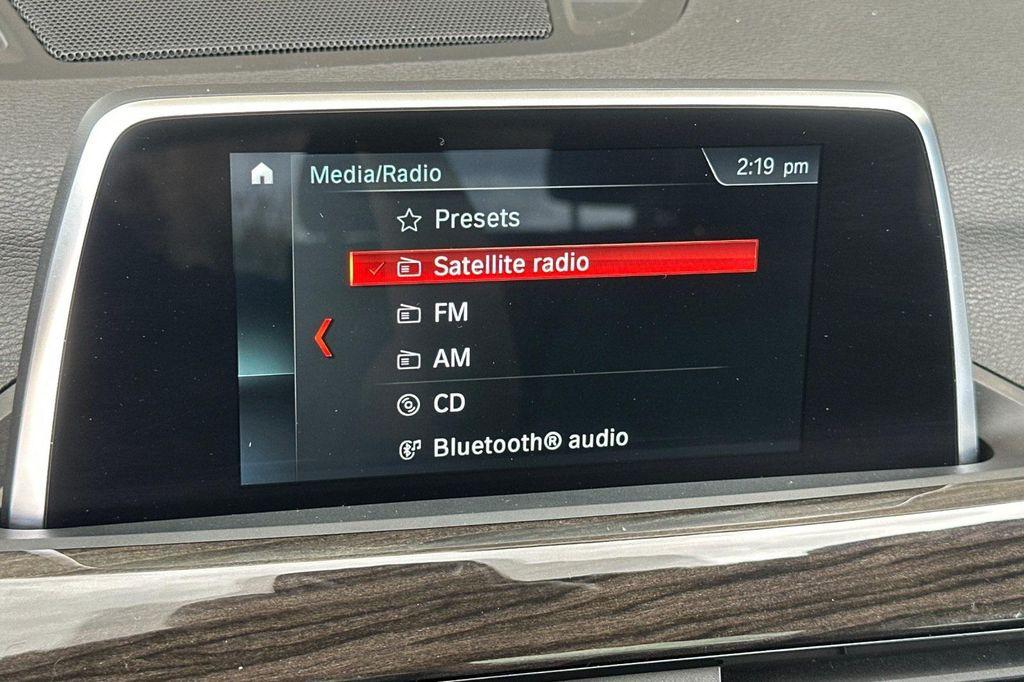 Media/Radio
2:19 pm
Presets
Satellite radio
FM
AM
CD
Bluetooth® audio